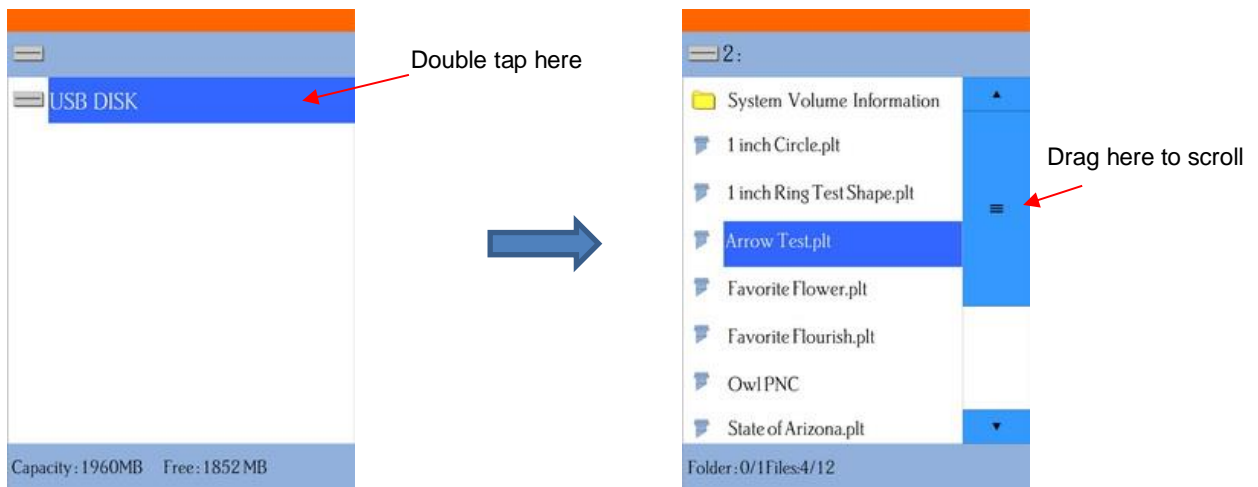 USB DISK
Capacity: 1960MB Free: 1852 MB
Double tap here
2:
System Volume Information
1 inch Circle.plt
1 inch Ring Test Shape.plt
Arrow Test.plt
Favorite Flower.plt
Favorite Flourish.plt
Owl PNC
State of Arizona.plt
Folder: 0/1Files:4/12
Drag here to scroll